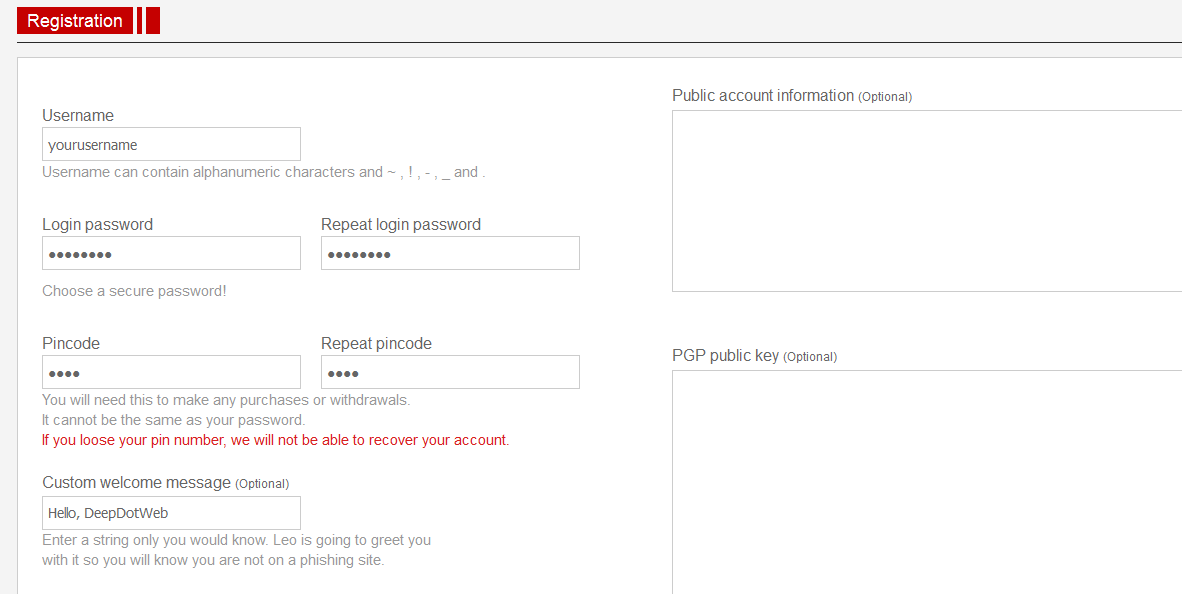 Registration
Username
yourusername
Username can contain alphanumeric characters and ~ , ! , - , _ and .
Login password
Repeat login password
••••••••
••••••••
Choose a secure password!
Pincode
Repeat pincode
••••
••••
You will need this to make any purchases or withdrawals.
It cannot be the same as your password.
If you loose your pin number, we will not be able to recover your account.
Custom welcome message (Optional)
Hello, DeepDotWeb
Enter a string only you would know. Leo is going to greet you
with it so you will know you are not on a phishing site.
Public account information (Optional)
PGP public key (Optional)